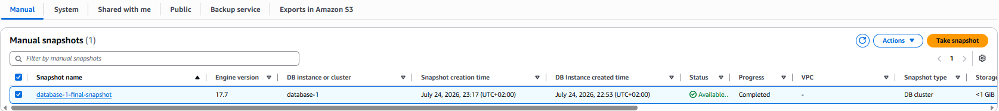 Manual System Shared with me Public Backup service Exports in Amazon S3
Manual snapshots (1) Actions Take snapshot
Filter by manual snapshots 1
Snapshot name Engine version DB instance or cluster Snapshot creation time DB Instance created time Status Progress VPC Snapshot type Storage
database-1-final-snapshot 17.7 database-1 July 24, 2026, 23:17 (UTC+02:00) July 24, 2026, 22:53 (UTC+02:00) Available.. Completed - DB cluster <1 GiB